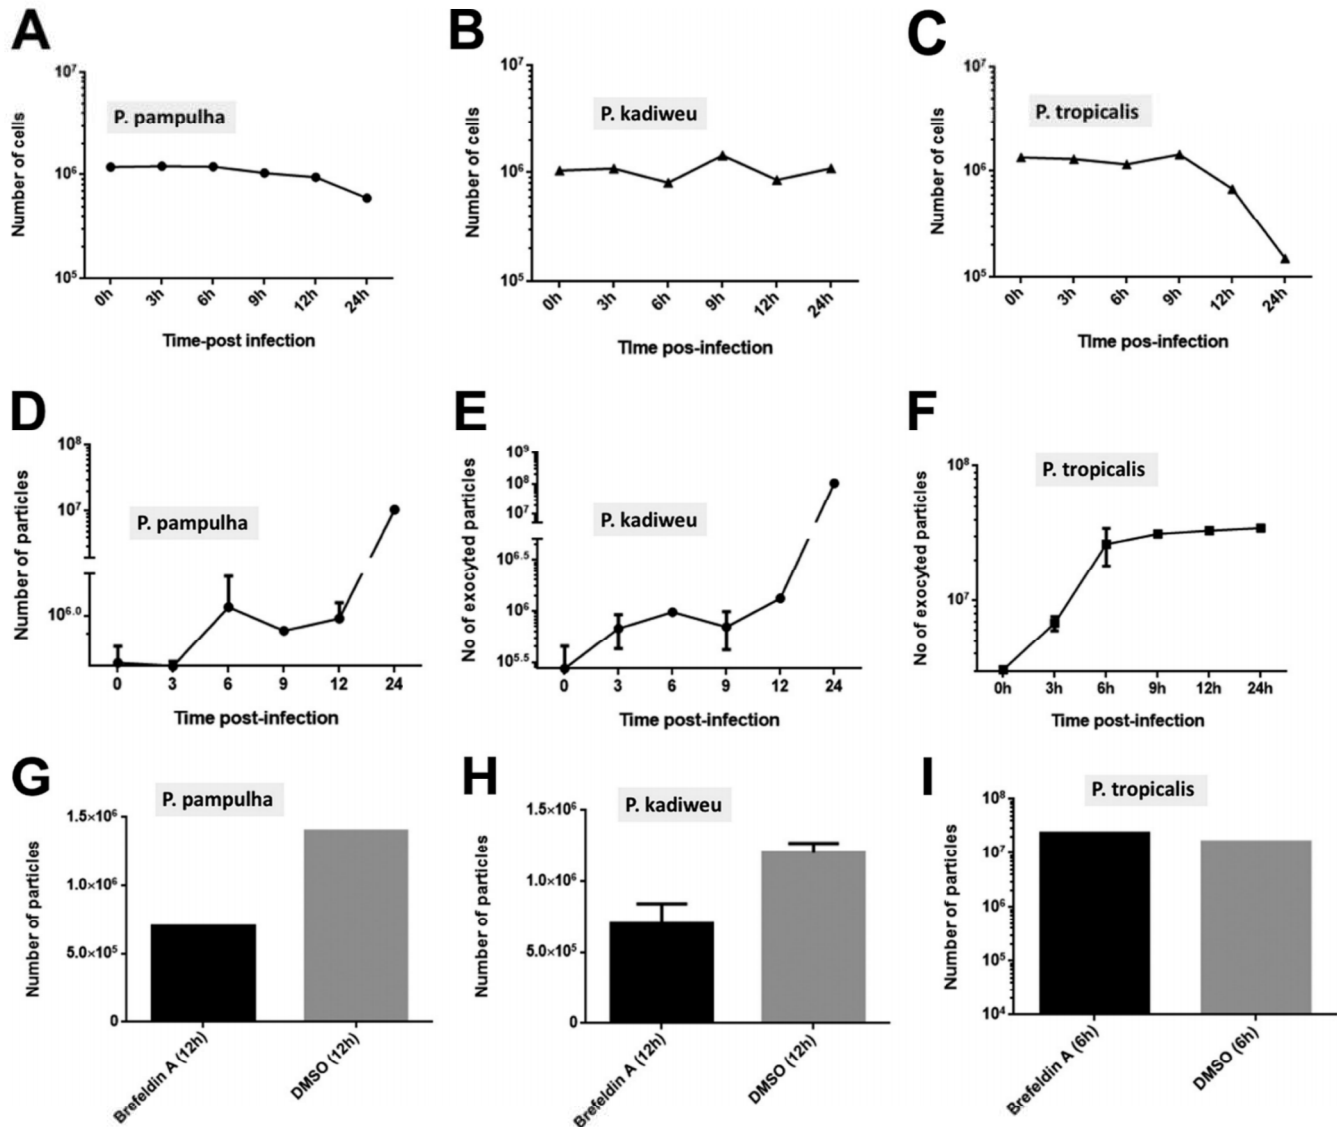 A
B
C
10⁷
10⁶
10⁵
Number of cells
P. pampulha
0h 3h 6h 9h 12h 24h
Time-post infection
10⁷
10⁶
10⁵
Number of cells
P. kadiweu
0h 3h 6h 9h 12h 24h
TIme pos-infection
10⁷
10⁶
10⁵
Number of cells
P. tropicalis
0h 3h 6h 9h 12h 24h
Time pos-infection
D
E
F
10⁸
10⁷
10⁶·⁰
Number of particles
P. pampulha
0 3 6 9 12 24
Time post-infection
10⁹
10⁸
10⁷
10⁶·⁵
10⁶
10⁵·⁵
No of exocyted particles
P. kadiweu
0 3 6 9 12 24
Time post-infection
10⁸
10⁷
No of exocyted particles
P. tropicalis
0h 3h 6h 9h 12h 24h
Time post-infection
G
H
I
P. pampulha
1.5×10⁶
1.0×10⁶
5.0×10⁵
0
Number of particles
Brefeldin A (12h)
DMSO (12h)
P. kadiweu
1.5×10⁶
1.0×10⁶
5.0×10⁵
0
Number of particles
Brefeldin A (12h)
DMSO (12h)
P. tropicalis
10⁸
10⁷
10⁶
10⁵
10⁴
Number of particles
Brefeldin A (6h)
DMSO (6h)